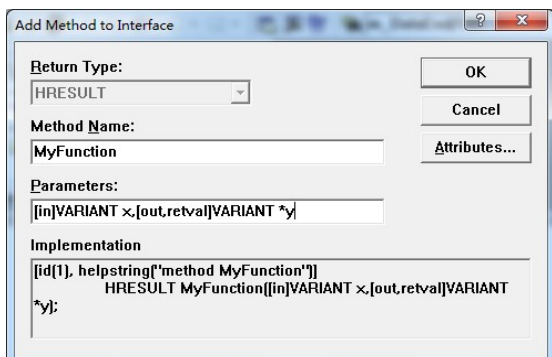 Add Method to Interface
Return Type:
HRESULT
OK
Method Name:
Cancel
MyFunction
Attributes...
Parameters:
[in]VARIANT x,[out,retval]VARIANT *y
Implementation
[id(1), helpstring("method MyFunction")]
HRESULT MyFunction([in]VARIANT x,[out,retval]VARIANT
*y);